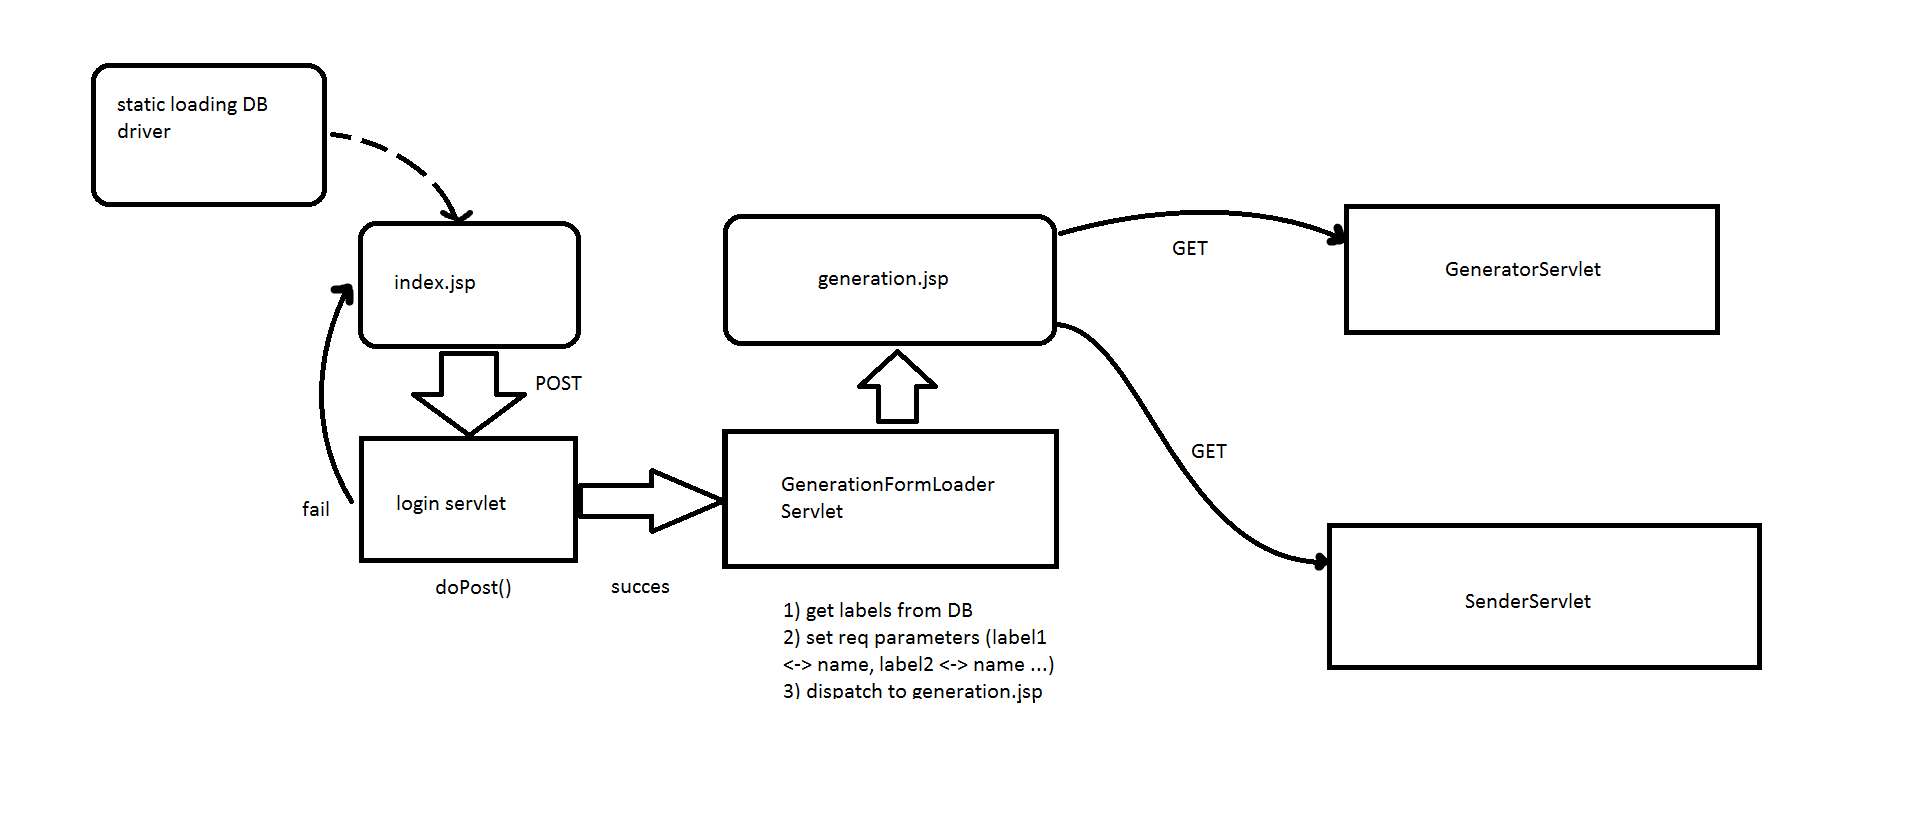 static loading DB
driver
index.jsp
POST
fail
login servlet
doPost()
succes
generation.jsp
GenerationFormLoader
Servlet
1) get labels from DB
2) set req parameters (label1
<-> name, label2 <-> name ...)
3) dispatch to generation.jsp
GET
GeneratorServlet
GET
SenderServlet